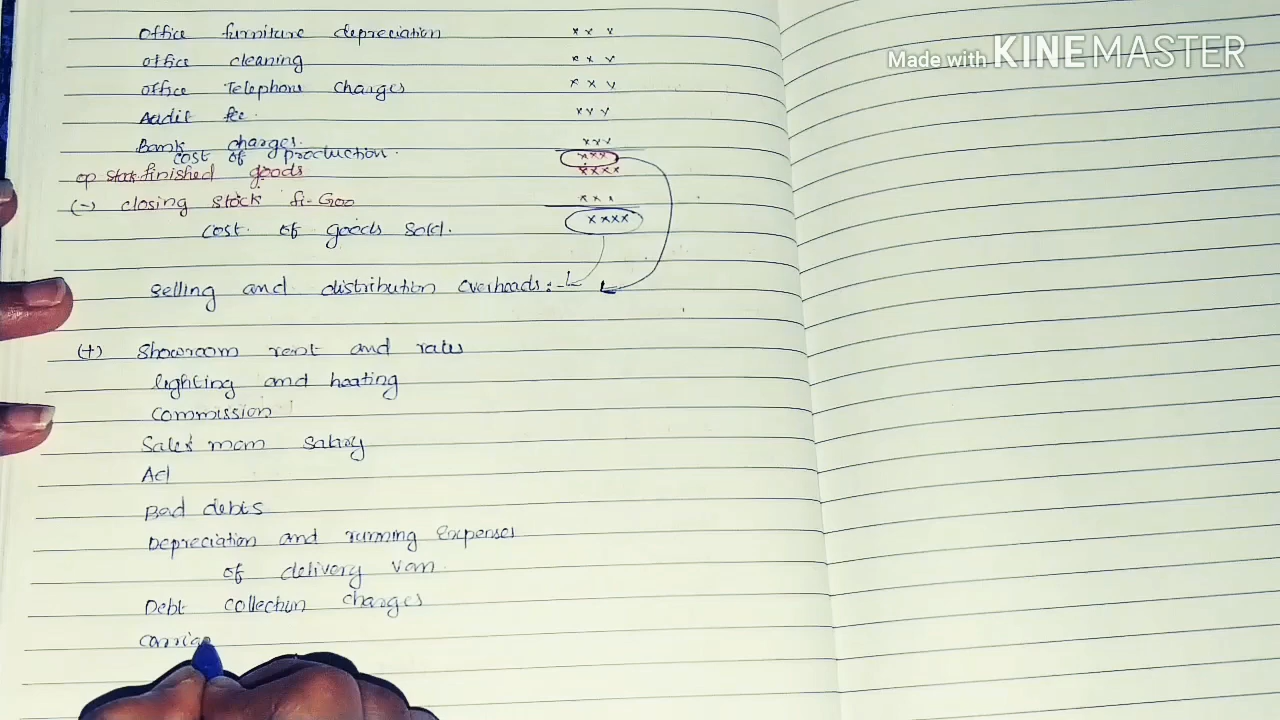 office furniture depreciation xxx
office cleaning xxx
office Telephone charges xxx
Audit fee. xxx
Bank charges. xxx
cost of production. xxx
op stock finished goods xxxx
(-) closing stock fi-Goo xxx
cost of goods sold. xxxx
selling and distribution overheads:-
(+) showroom rent and rates
lighting and heating
commission
Sales man salary
Ad
Bad debts
Depreciation and running Expenses
of delivery van
Debt collection charges
carriage
Made with KINEMASTER